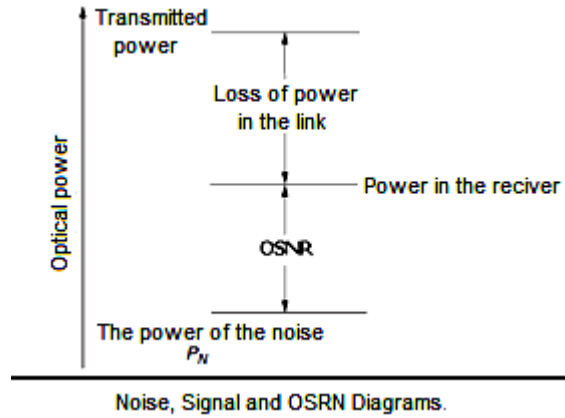 Transmitted
power
Loss of power
in the link
Power in the reciver
Optical power
OSNR
The power of the noise
PN
Noise, Signal and OSRN Diagrams.